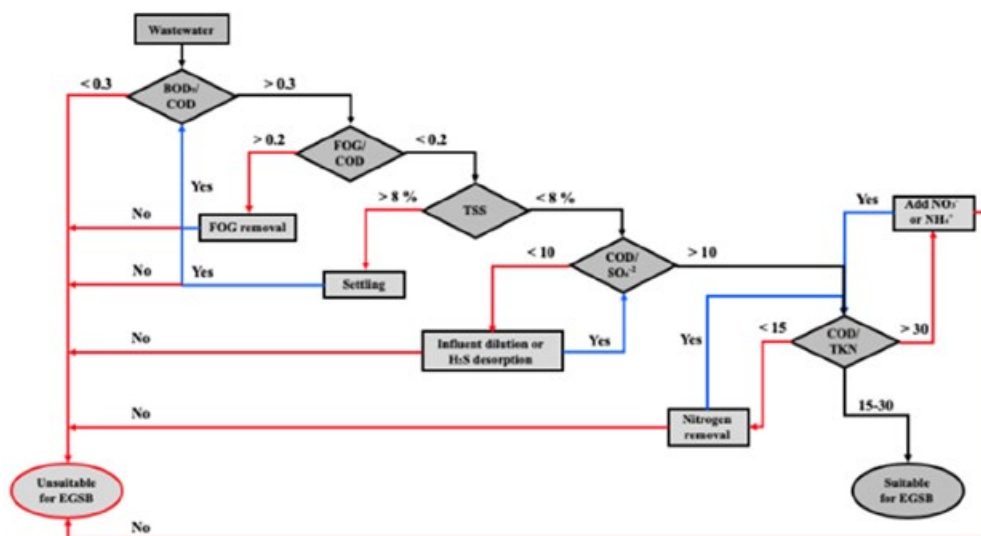 Wastewater
< 0.3
BOD₅/
COD
> 0.3
> 0.2
FOG/
COD
< 0.2
Yes
> 8 %
TSS
< 8 %
Yes
Add NO₃⁻
or NH₄⁺
No
FOG removal
< 10
COD/
SO₄⁻²
> 10
No
Yes
Settling
< 15
COD/
TKN
> 30
No
Influent dilution or
H₂S desorption
Yes
Yes
15-30
No
Nitrogen
removal
Unsuitable
for EGSB
Suitable
for EGSB
No